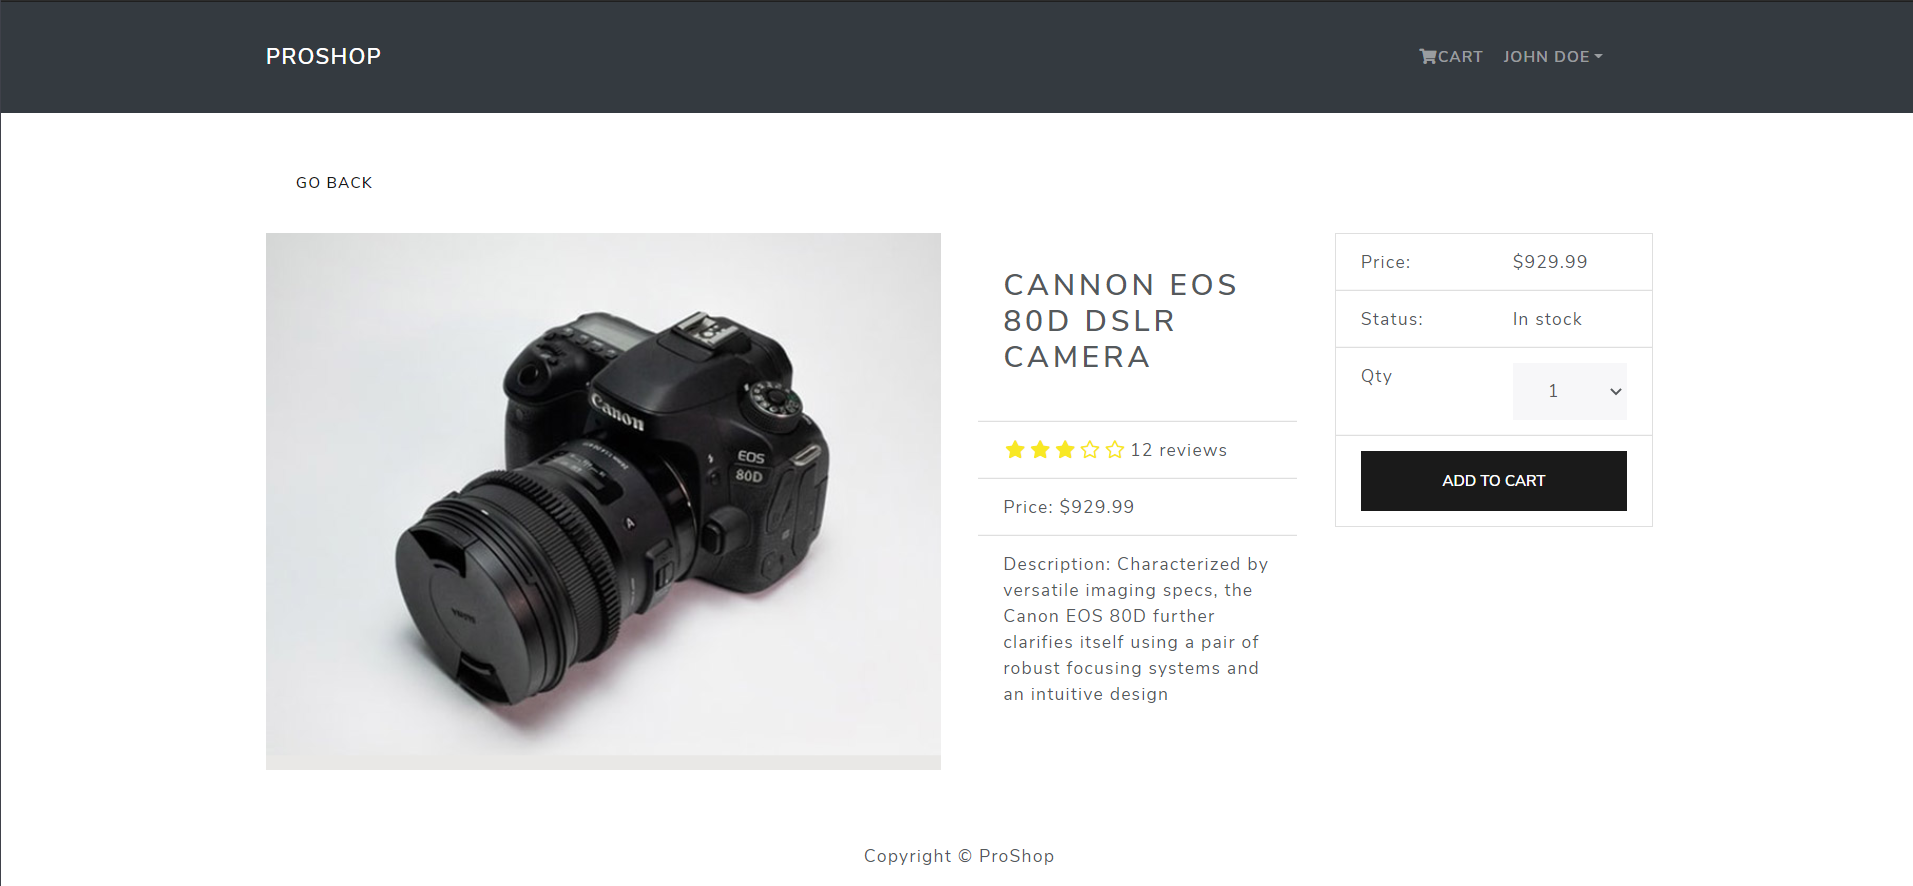 PROSHOP
CART JOHN DOE
GO BACK
Canon
EOS
80D
A
CANNON EOS
80D DSLR
CAMERA
12 reviews
Price: $929.99
Description: Characterized by
versatile imaging specs, the
Canon EOS 80D further
clarifies itself using a pair of
robust focusing systems and
an intuitive design
Price: $929.99
Status: In stock
Qty 1
ADD TO CART
Copyright © ProShop